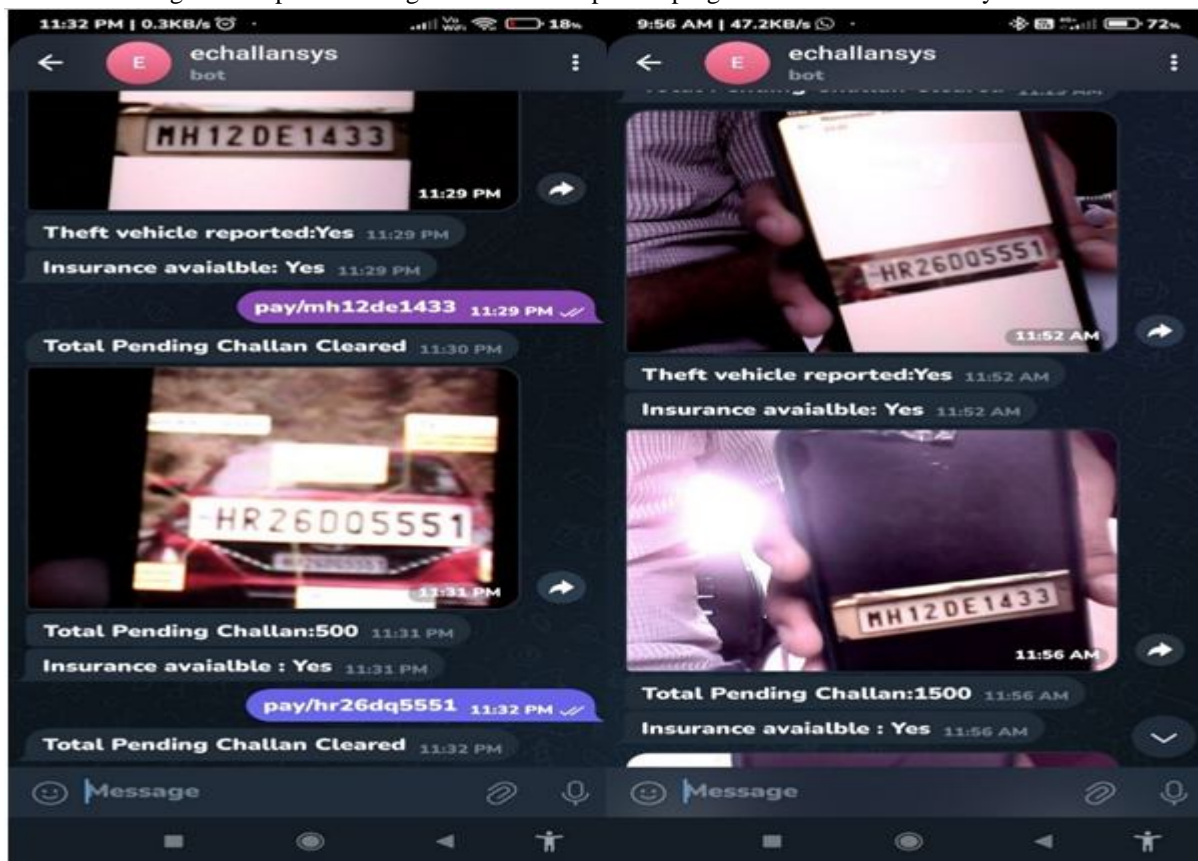 11:32 PM | 0.3KB/s
Vo
WiFi
18%
E
echallansys
bot
MH12DE1433
11:29 PM
Theft vehicle reported:Yes 11:29 PM
Insurance avaialble: Yes 11:29 PM
pay/mh12de1433 11:29 PM
Total Pending Challan Cleared 11:30 PM
HR26DQ5551
11:31 PM
Total Pending Challan:500 11:31 PM
Insurance avaialble : Yes 11:31 PM
pay/hr26dq5551 11:32 PM
Total Pending Challan Cleared 11:32 PM
Message
9:56 AM | 47.2KB/s
72%
E
echallansys
bot
HR26DQ5551
11:52 AM
Theft vehicle reported:Yes 11:52 AM
Insurance avaialble: Yes 11:52 AM
MH12DE1433
11:56 AM
Total Pending Challan:1500 11:56 AM
Insurance avaialble : Yes 11:56 AM
Message